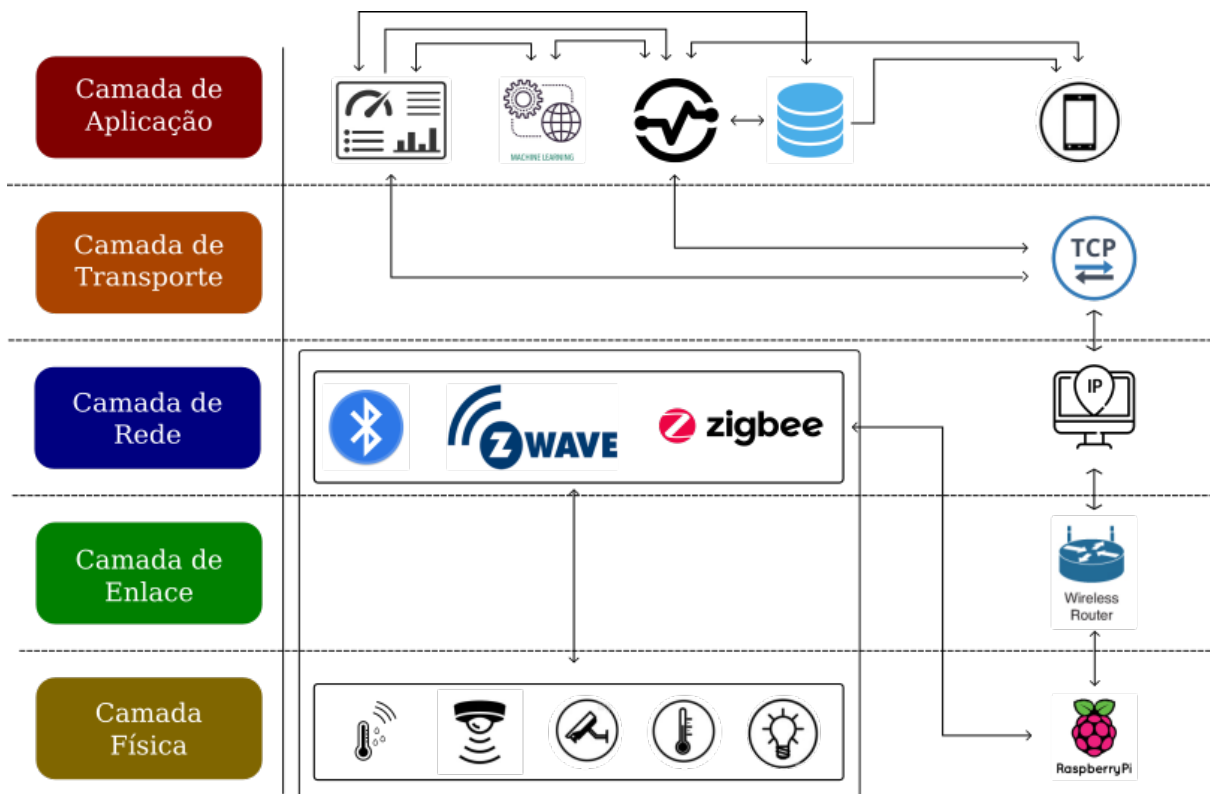 Camada de
Aplicação
MACHINE LEARNING
Camada de
Transporte
TCP
Camada de
Rede
Z WAVE
zigbee
IP
Camada de
Enlace
Wireless
Router
Camada
Física
RaspberryPi